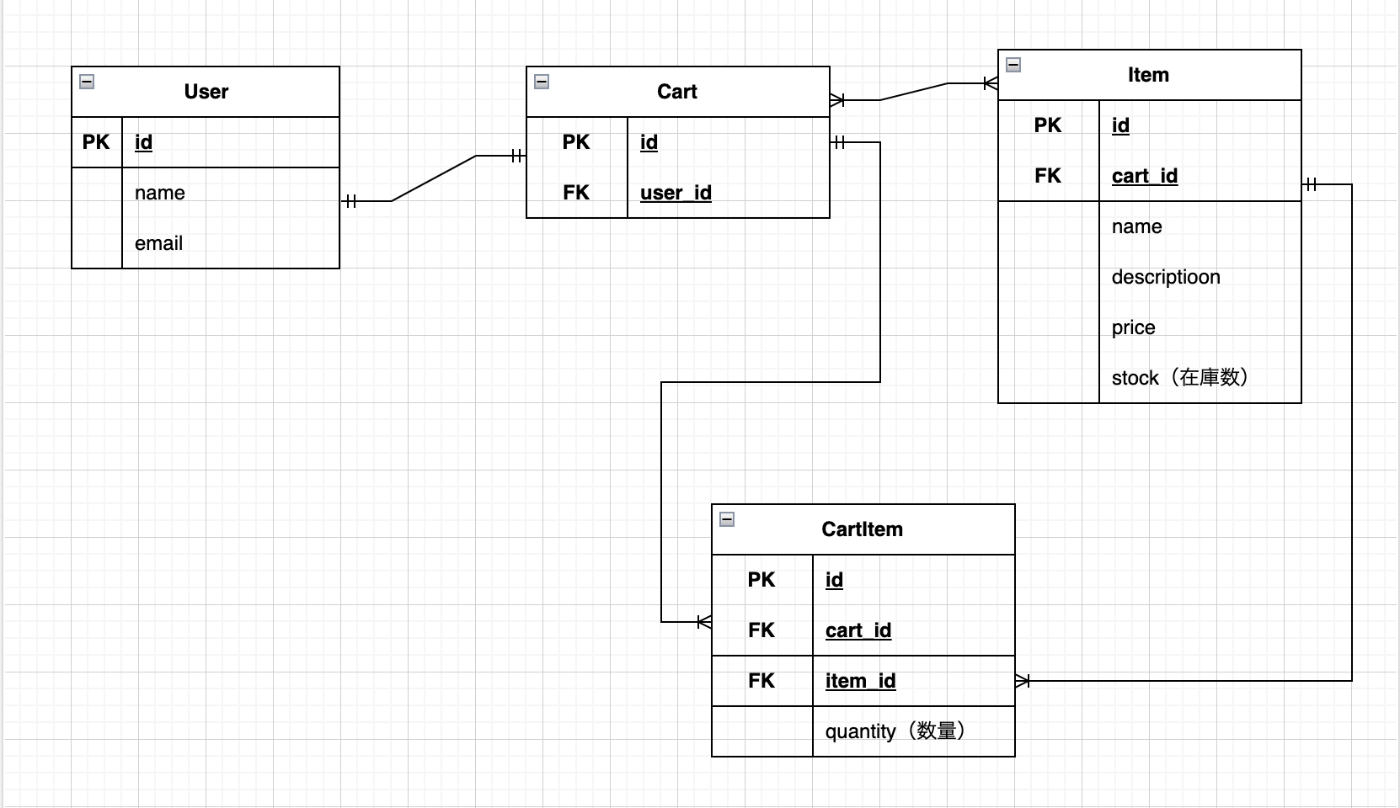 User
PK id
name
email
Cart
PK id
FK user_id
Item
PK id
FK cart_id
name
descriptioon
price
stock（在庫数）
CartItem
PK id
FK cart_id
FK item_id
quantity（数量）